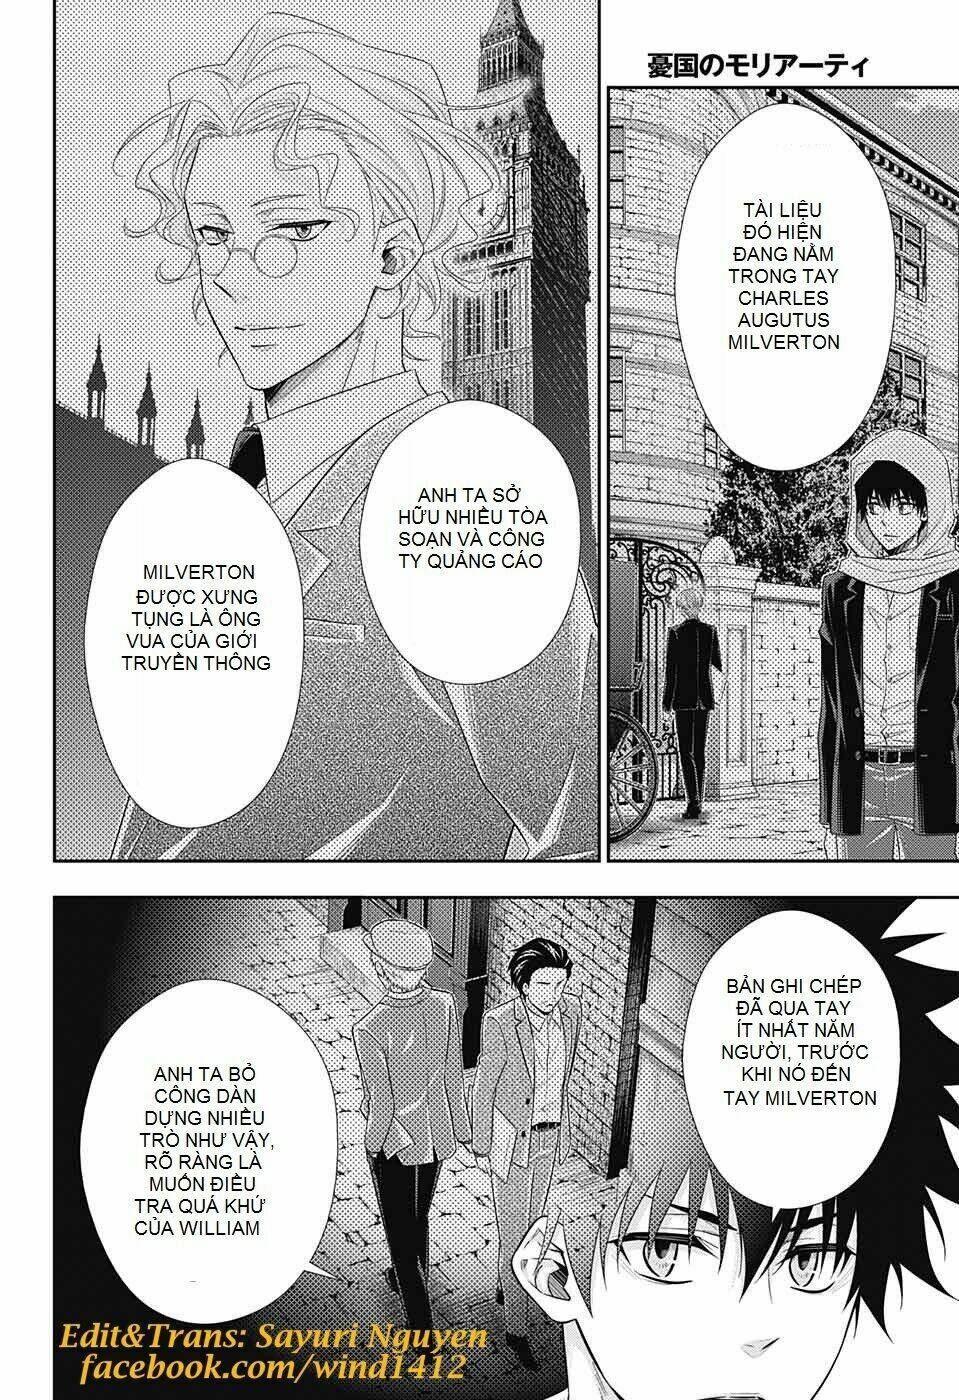 憂国のモリアーティ
TÀI LIỆU
ĐÓ HIỆN
ĐANG NẰM
TRONG TAY
CHARLES
AUGUTUS
MILVERTON
ANH TA SỞ
HỮU NHIỀU TÒA
SOẠN VÀ CÔNG
TY QUẢNG CÁO
MILVERTON
ĐƯỢC XƯNG
TỤNG LÀ ÔNG
VUA CỦA GIỚI
TRUYỀN THÔNG
BẢN GHI CHÉP
ĐÃ QUA TAY
ÍT NHẤT NĂM
NGƯỜI, TRƯỚC
KHI NÓ ĐẾN
TAY MILVERTON
ANH TA BỎ
CÔNG DÀN
DỰNG NHIỀU
TRÒ NHƯ VẬY,
RÕ RÀNG LÀ
MUỐN ĐIỀU
TRA QUÁ KHỨ
CỦA WILLIAM
Edit&Trans: Sayuri Nguyen
facebook.com/wind1412